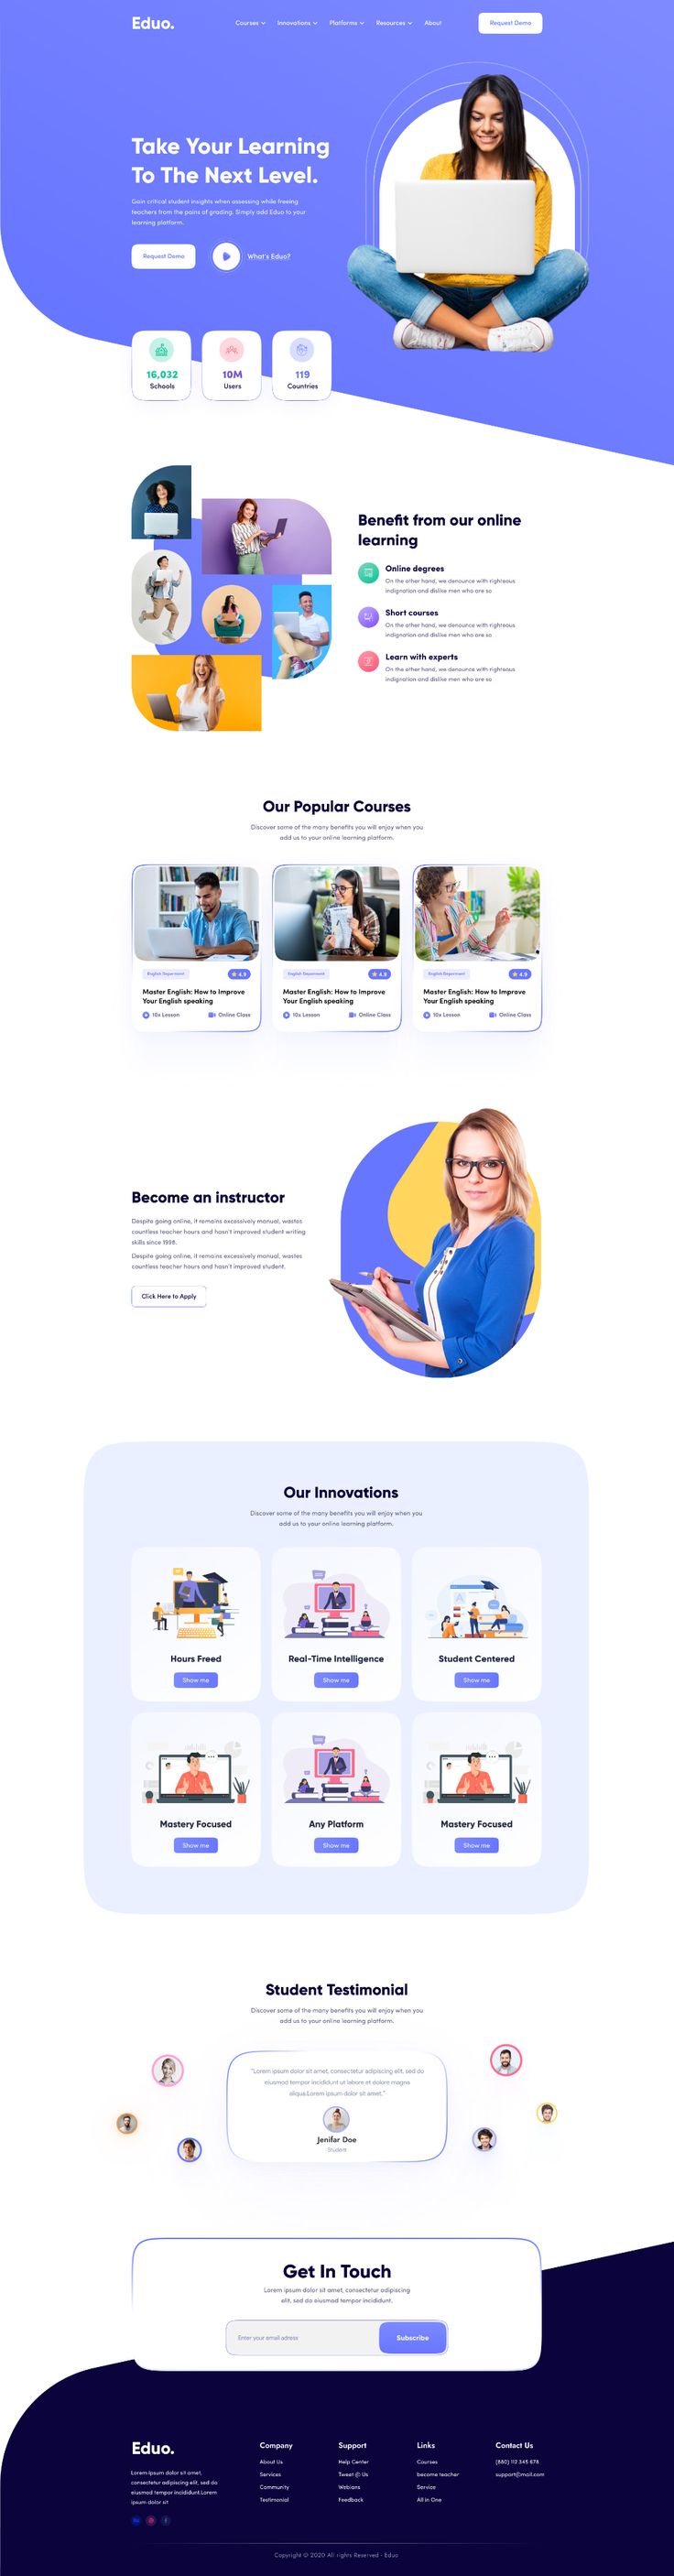 Eduo.
Courses
Innovations
Platforms
Resources
About
Request Demo
Take Your Learning
To The Next Level.
Gain critical student insights when assessing while freeing
teachers from the pains of grading. Simply add Eduo to your
learning platform.
Request Demo
What's Eduo?
16,032
Schools
10M
Users
119
Countries
Benefit from our online
learning
Online degrees
On the other hand, we denounce with righteous
indignation and dislike men who are so
Short courses
On the other hand, we denounce with righteous
indignation and dislike men who are so
Learn with experts
On the other hand, we denounce with righteous
indignation and dislike men who are so
Our Popular Courses
Discover some of the many benefits you will enjoy when you
add us to your online learning platform.
English Deparment
4.9
Master English: How to Improve
Your English speaking
10x Lesson
Online Class
English Deparment
4.9
Master English: How to Improve
Your English speaking
10x Lesson
Online Class
English Deparment
4.9
Master English: How to Improve
Your English speaking
10x Lesson
Online Class
Become an instructor
Despite going online, it remains excessively manual, wastes
countless teacher hours and hasn't improved student writing
skills since 1998.
Despite going online, it remains excessively manual, wastes
countless teacher hours and hasn't improved student.
Click Here to Apply
Our Innovations
Discover some of the many benefits you will enjoy when you
add us to your online learning platform.
Hours Freed
Show me
Real-Time Intelligence
Show me
Student Centered
Show me
Mastery Focused
Show me
Any Platform
Show me
Mastery Focused
Show me
Student Testimonial
Discover some of the many benefits you will enjoy when you
add us to your online learning platform.
"Lorem ipsum dolor sit amet, consectetur adipiscing elit, sed do
eiusmod tempor incididunt ut labore et dolore magna
aliqua.Lorem ipsum dolor sit amet."
Jenifar Doe
Student
Get In Touch
Lorem ipsum dolor sit amet, consectetur adipiscing
elit, sed do eiusmod tempor incididunt.
Enter your email adress
Subscribe
Eduo.
Lorem ipsum dolor sit amet,
consectetur adipiscing elit, sed do
eiusmod tempor incididunt.Lorem
ipsum dolor sit
Company
About Us
Services
Community
Testimonial
Support
Help Center
Tweet @ Us
Webians
Feedback
Links
Courses
become teacher
Service
All in One
Contact Us
(880) 112 345 678
support@mail.com
Copyright © 2020 All rights Reserved - Eduo